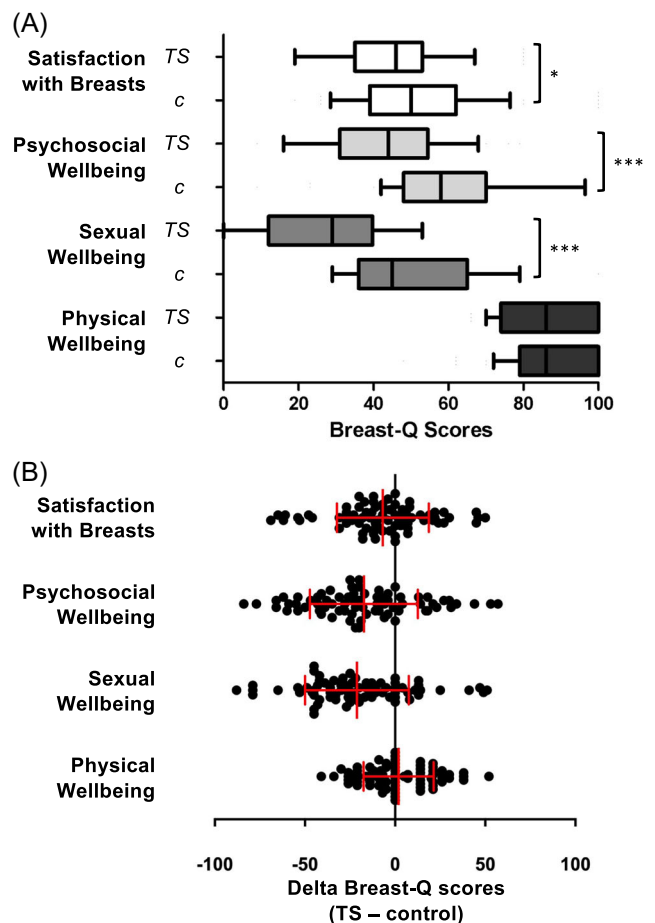 (A)
Satisfaction
with Breasts
TS
c
*
Psychosocial
Wellbeing
TS
c
***
Sexual
Wellbeing
TS
c
***
Physical
Wellbeing
TS
c
0 20 40 60 80 100
Breast-Q Scores
(B)
Satisfaction
with Breasts
Psychosocial
Wellbeing
Sexual
Wellbeing
Physical
Wellbeing
-100 -50 0 50 100
Delta Breast-Q scores
(TS – control)